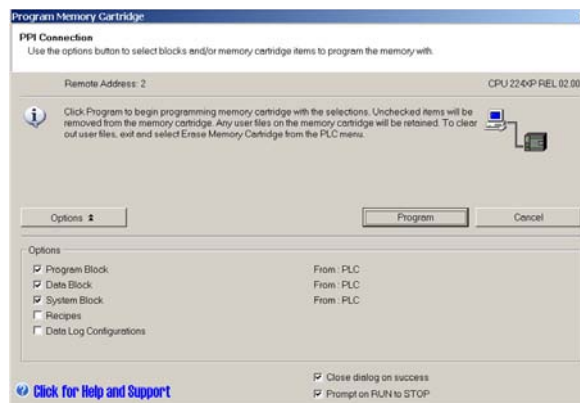 Program Memory Cartridge
PPI Connection
Use the options button to select blocks and/or memory cartridge items to program the memory with.
Remote Address: 2 CPU 224XP REL 02.00
Click Program to begin programming memory cartridge with the selections. Unchecked items will be
removed from the memory cartridge. Any user files on the memory cartridge will be retained. To clear
out user files, exit and select Erase Memory Cartridge from the PLC menu.
Options Program Cancel
Options
Program Block From : PLC
Data Block From : PLC
System Block From : PLC
Recipes
Data Log Configurations
Close dialog on success
Click for Help and Support
Prompt on RUN to STOP